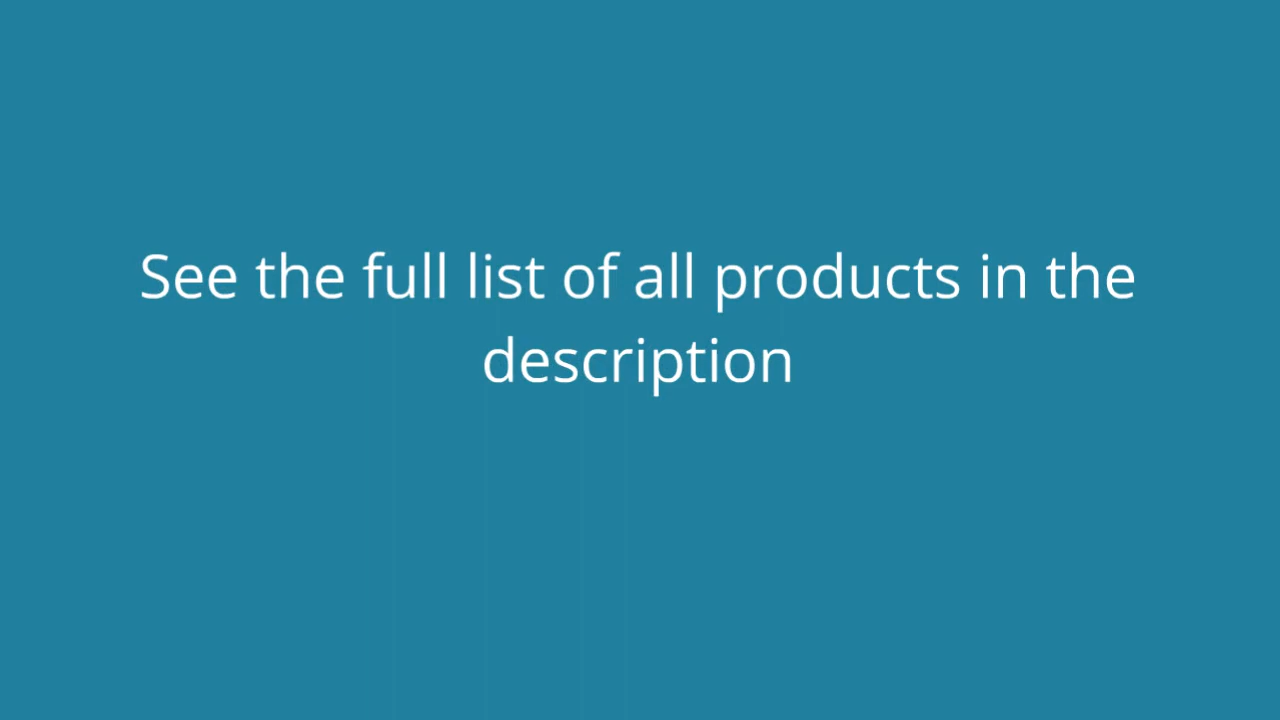 See the full list of all products in the
description